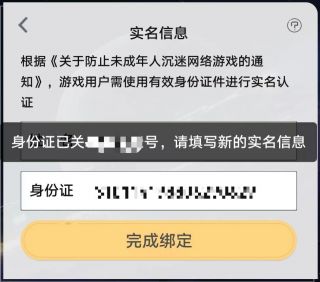 实名信息
根据《关于防止未成年人沉迷网络游戏的通
知》，游戏用户需使用有效身份证件进行实名认
证
身份证已关 号，请填写新的实名信息
身份证
完成绑定